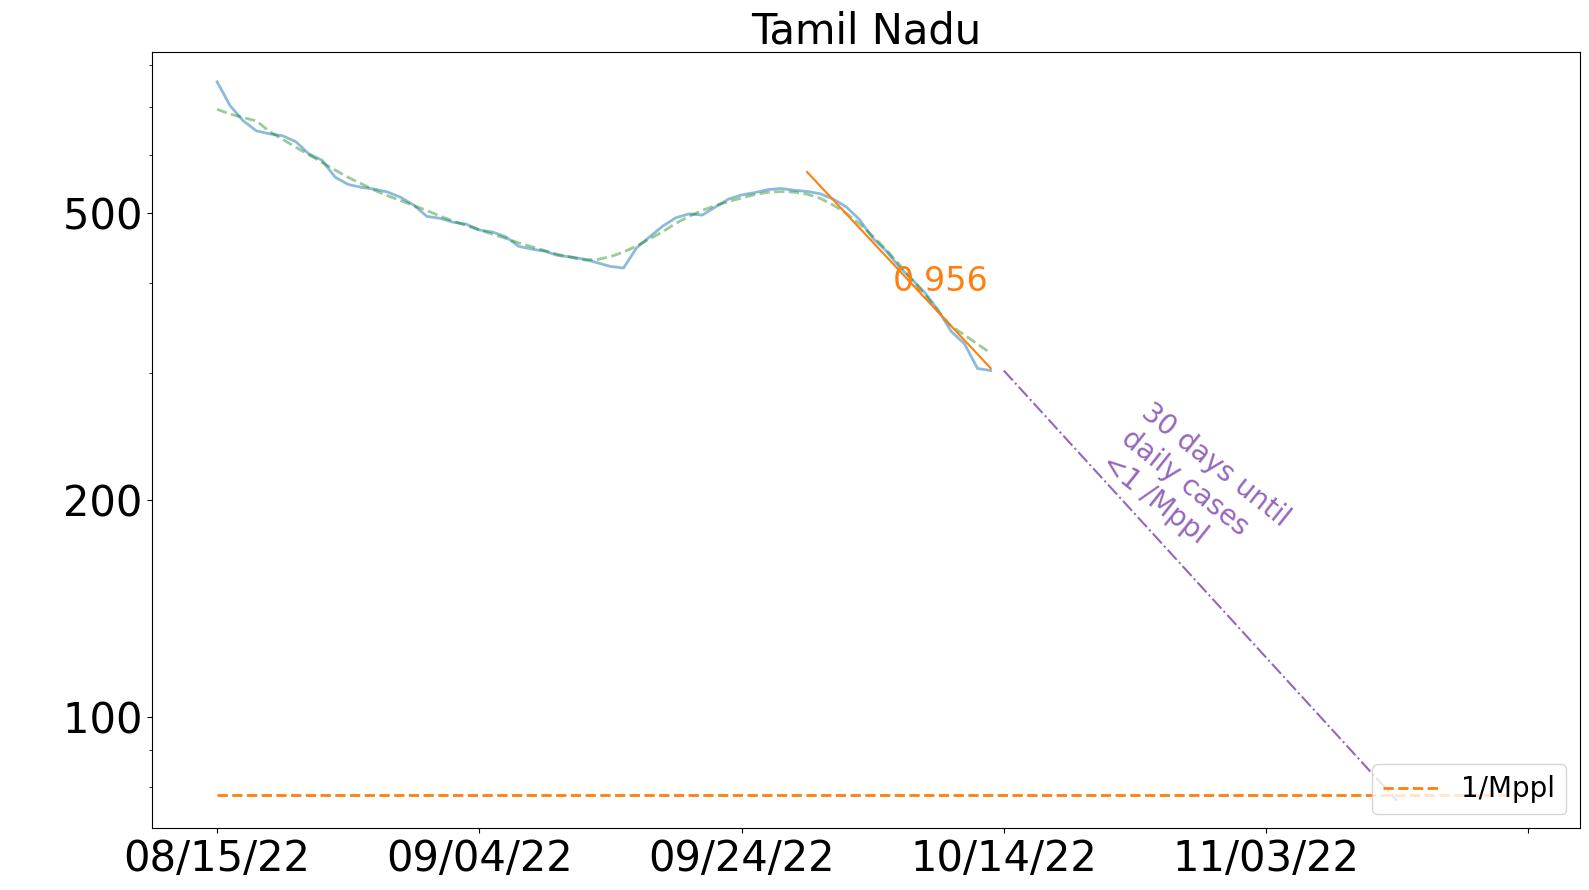 Tamil Nadu
500
200
100
0.956
30 days until
daily cases
<1 /Mppl
1/Mppl
08/15/22
09/04/22
09/24/22
10/14/22
11/03/22